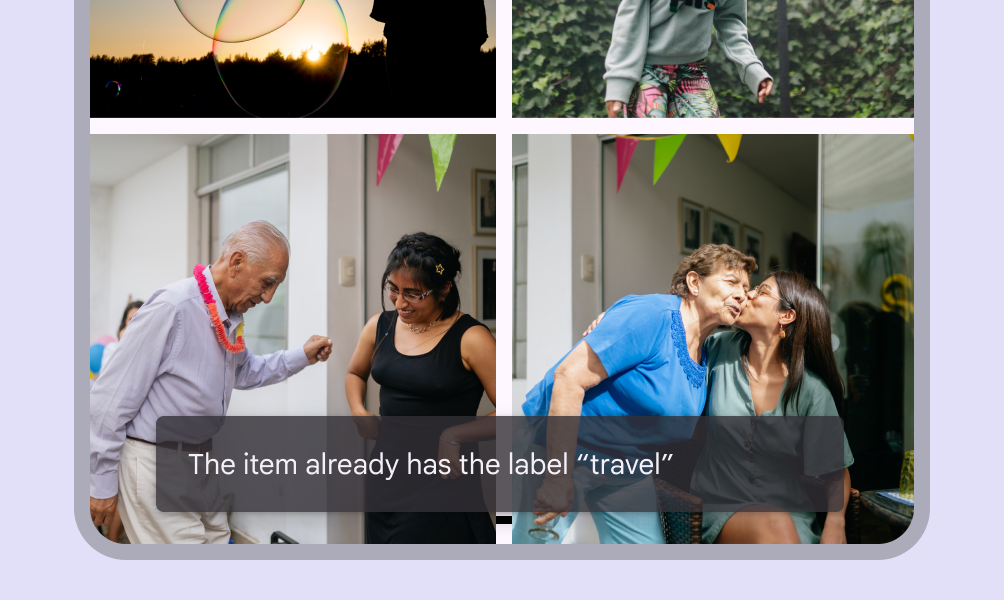 The item already has the label “travel”